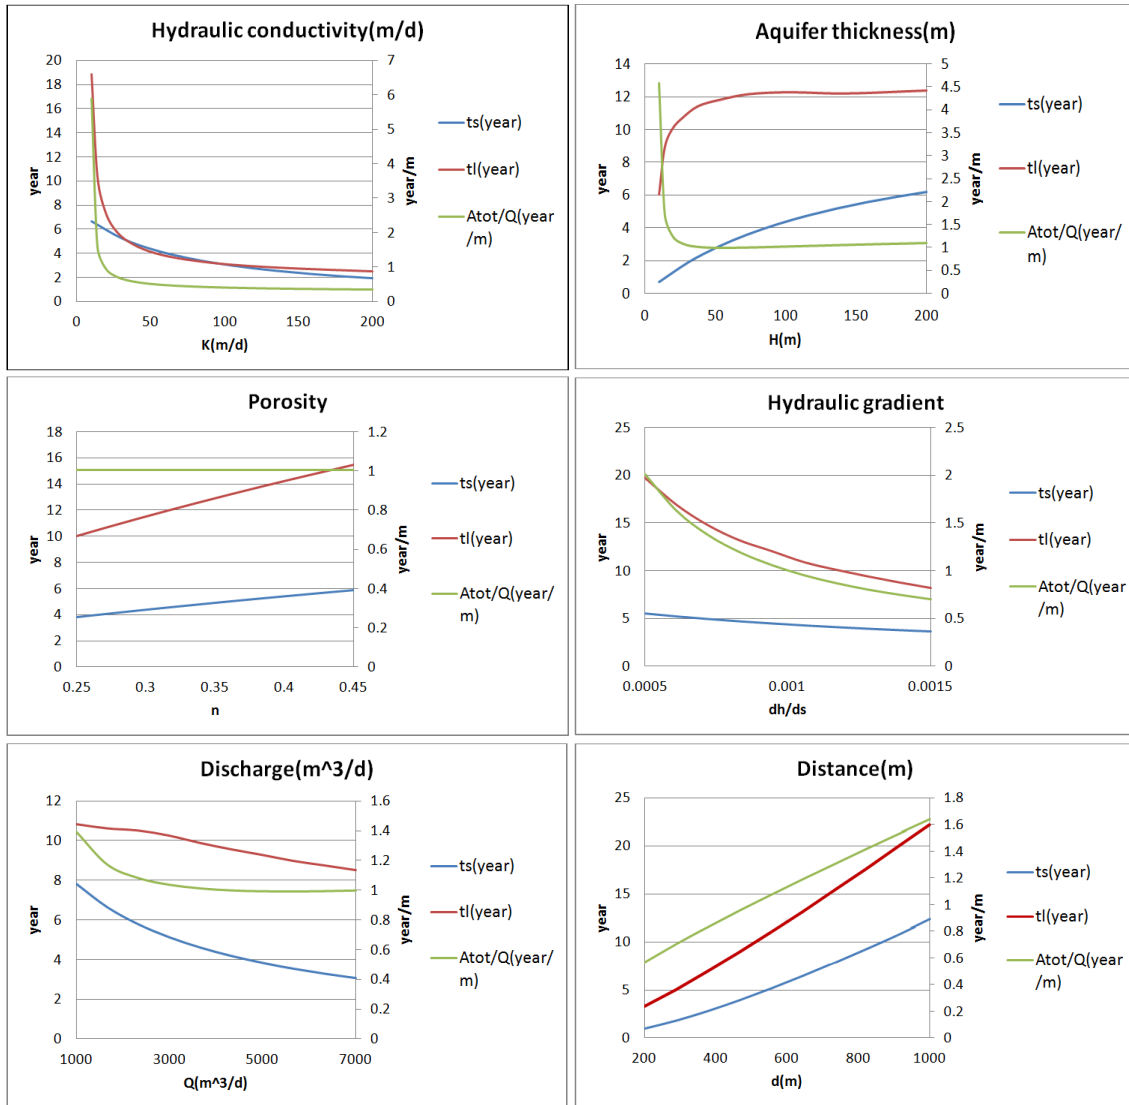 Hydraulic conductivity(m/d)
20
18
16
14
12
10
8
6
4
2
0
year
7
6
5
4
3
2
1
0
year/m
0 50 100 150 200
K(m/d)
ts(year)
tl(year)
Atot/Q(year
/m)
Aquifer thickness(m)
14
12
10
8
6
4
2
0
year
5
4.5
4
3.5
3
2.5
2
1.5
1
0.5
0
year/m
0 50 100 150 200
H(m)
ts(year)
tl(year)
Atot/Q(year/
m)
Porosity
18
16
14
12
10
8
6
4
2
0
year
1.2
1
0.8
0.6
0.4
0.2
0
year/m
0.25 0.3 0.35 0.4 0.45
n
ts(year)
tl(year)
Atot/Q(year/
m)
Hydraulic gradient
25
20
15
10
5
0
year
2.5
2
1.5
1
0.5
0
year/m
0.0005 0.001 0.0015
dh/ds
ts(year)
tl(year)
Atot/Q(year
/m)
Discharge(m^3/d)
12
10
8
6
4
2
0
year
1.6
1.4
1.2
1
0.8
0.6
0.4
0.2
0
year/m
1000 3000 5000 7000
Q(m^3/d)
ts(year)
tl(year)
Atot/Q(year/
m)
Distance(m)
25
20
15
10
5
0
year
1.8
1.6
1.4
1.2
1
0.8
0.6
0.4
0.2
0
year/m
200 400 600 800 1000
d(m)
ts(year)
tl(year)
Atot/Q(year
/m)